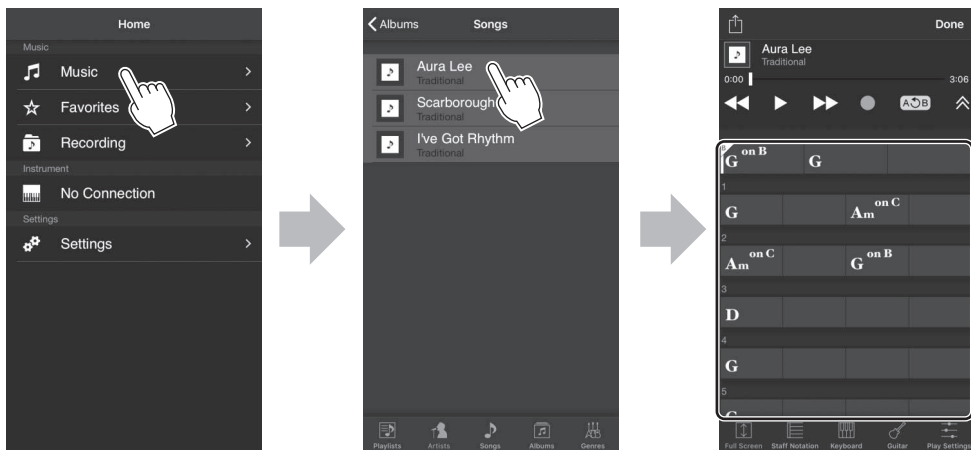 Home
Music
Music
Favorites
Recording
Instrument
No Connection
Settings
Settings
Albums Songs
Aura Lee
Traditional
Scarborough
Traditional
I've Got Rhythm
Traditional
Playlists Artists Songs Albums Genres
Done
Aura Lee
Traditional
0:00 3:06
A B
G on B G
1
G Am on C
2
Am on C G on B
3
D
4
G
5
Full Screen Staff Notation Keyboard Guitar Play Settings